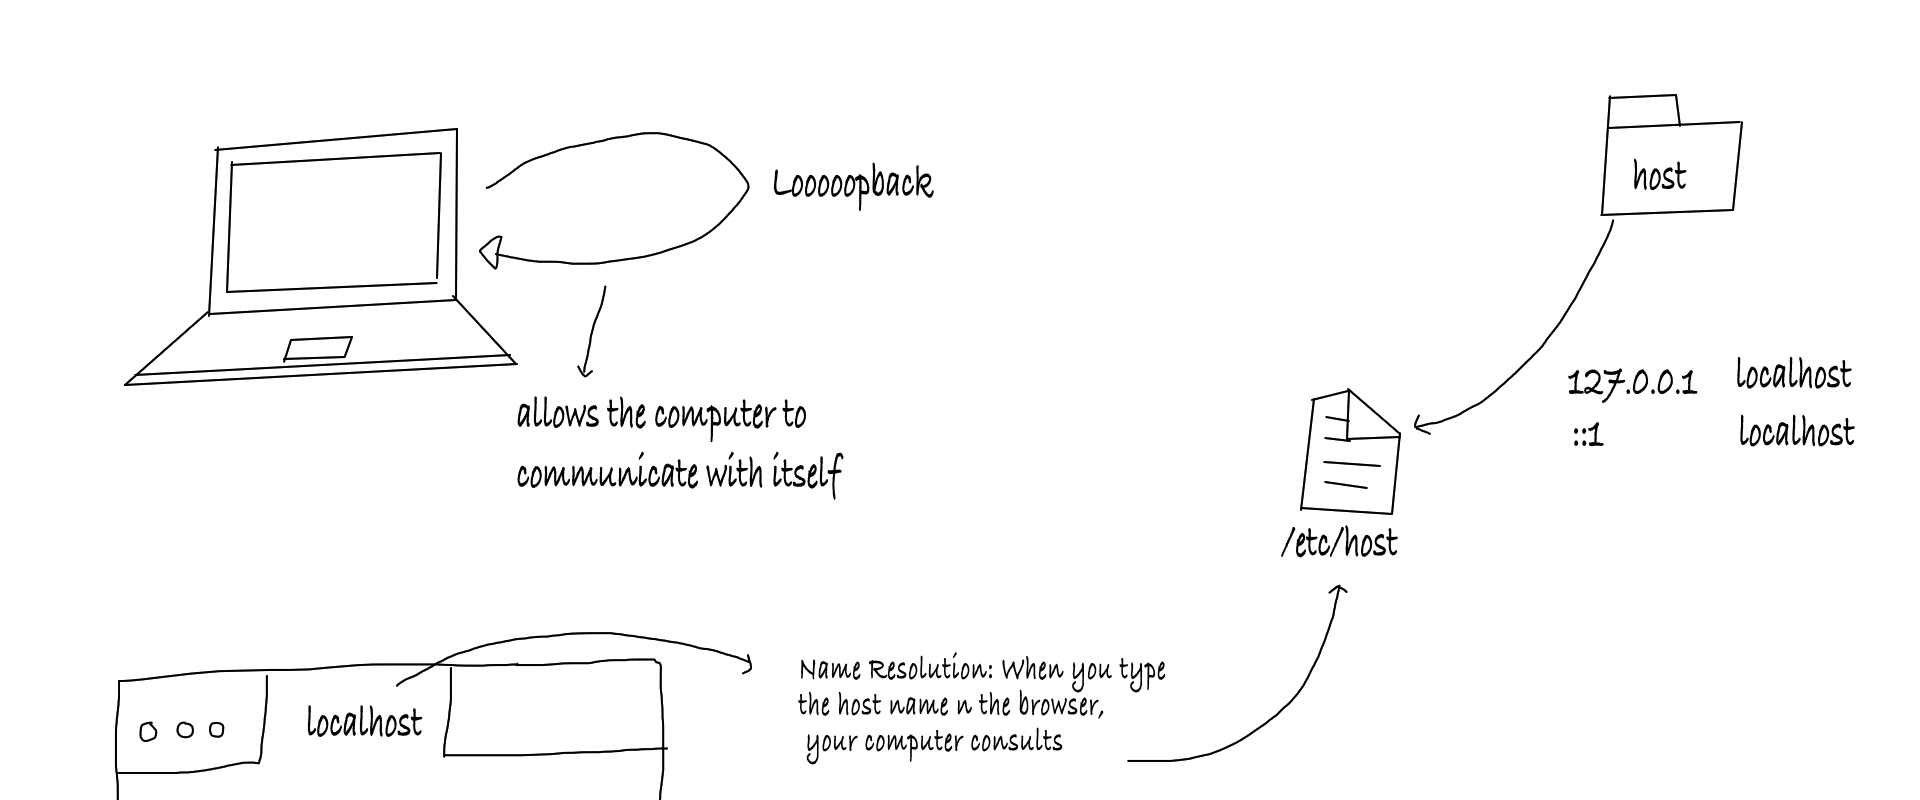 Looooopback
host
127.0.0.1 localhost
::1 localhost
allows the computer to
communicate with itself
/etc/host
Name Resolution: When you type
the host name n the browser,
your computer consults
localhost